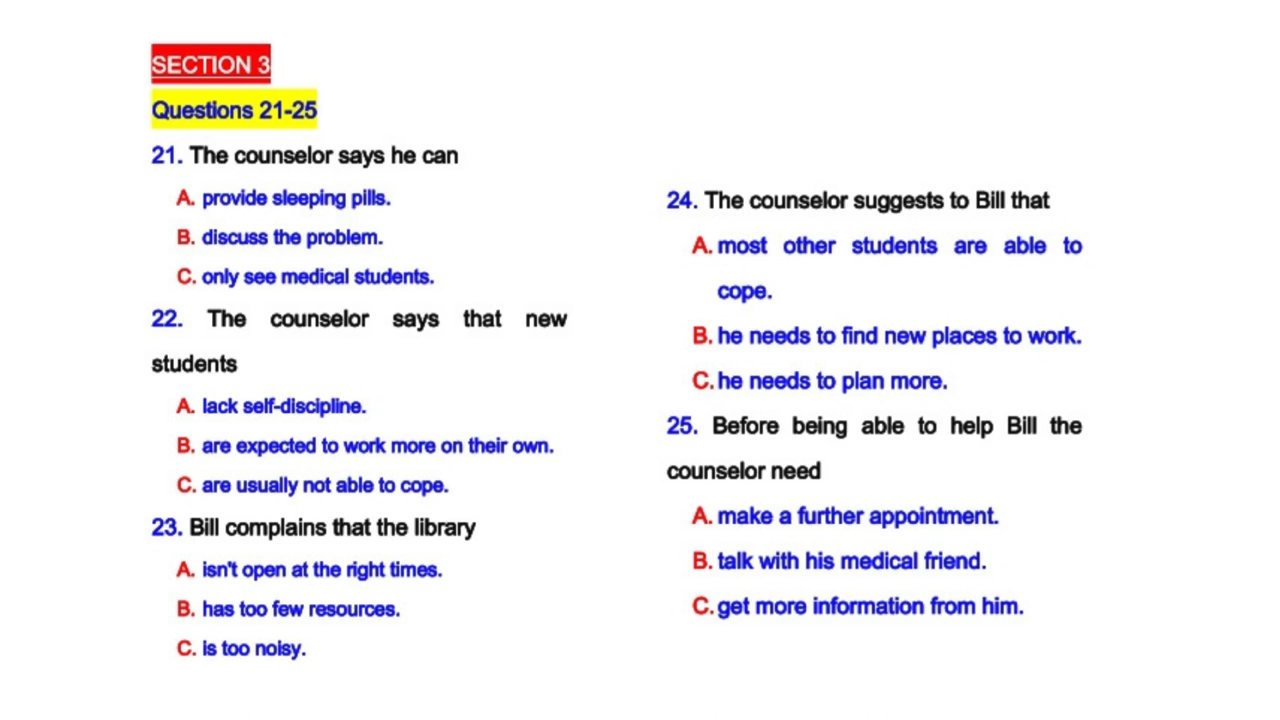 SECTION 3
Questions 21-25
21. The counselor says he can
A. provide sleeping pills.
B. discuss the problem.
C. only see medical students.
22. The counselor says that new
students
A. lack self-discipline.
B. are expected to work more on their own.
C. are usually not able to cope.
23. Bill complains that the library
A. isn't open at the right times.
B. has too few resources.
C. is too noisy.
24. The counselor suggests to Bill that
A. most other students are able to
cope.
B. he needs to find new places to work.
C. he needs to plan more.
25. Before being able to help Bill the
counselor need
A. make a further appointment.
B. talk with his medical friend.
C. get more information from him.